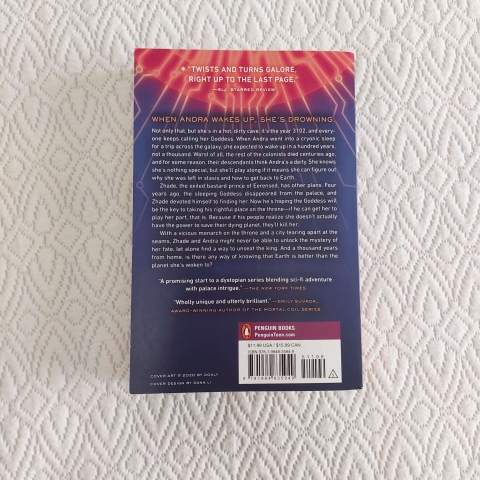 "TWISTS AND TURNS GALORE,
RIGHT UP TO THE LAST PAGE."
—SLJ, STARRED REVIEW
WHEN ANDRA WAKES UP, SHE'S DROWNING.
Not only that, but she's in a hot, dirty cave, it's the year 3102, and every-
one keeps calling her Goddess. When Andra went into a cryonic sleep
for a trip across the galaxy, she expected to wake up in a hundred years,
not a thousand. Worst of all, the rest of the colonists died centuries ago,
and for some reason, their descendants think Andra's a deity. She knows
she's nothing special, but she'll play along if it means she can figure out
why she was left in stasis and how to get back to Earth.
Zhade, the exiled bastard prince of Eerensed, has other plans. Four
years ago, the sleeping Goddess disappeared from the palace, and
Zhade devoted himself to finding her. Now he's hoping the Goddess will
be the key to taking his rightful place on the throne—if he can get her to
play her part, that is. Because if his people realize she doesn't actually
have the power to save their dying planet, they'll kill her.
With a vicious monarch on the throne and a city tearing apart at the
seams, Zhade and Andra might never be able to unlock the mystery of
her fate, let alone find a way to unseat the king. And a thousand years
from home, is there any way of knowing that Earth is better than the
planet she's woken to?
"A promising start to a dystopian series blending sci-fi adventure
with palace intrigue." —THE NEW YORK TIMES
"Wholly unique and utterly brilliant." —EMILY SUVADA,
AWARD-WINNING AUTHOR OF THE MORTAL COIL SERIES
PENGUIN BOOKS
PenguinTeen.com
$11.99 USA / $15.99 CAN
51199
COVER ART © 2020 BY DOALY
COVER DESIGN BY DANA LI